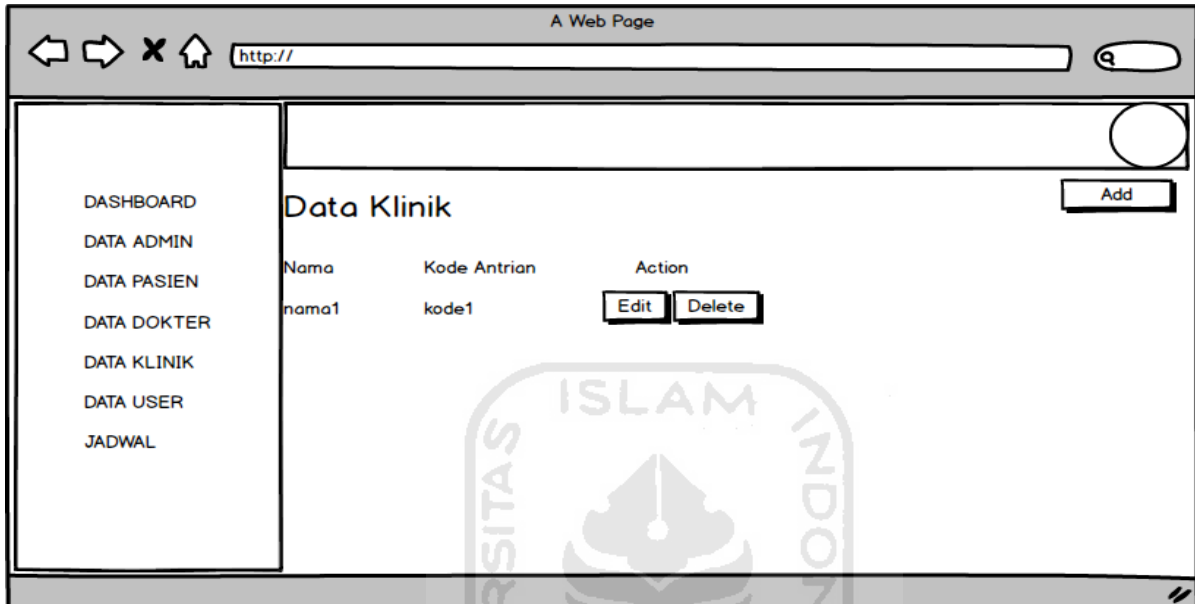 A Web Page
http://
DASHBOARD
DATA ADMIN
DATA PASIEN
DATA DOKTER
DATA KLINIK
DATA USER
JADWAL
Add
Data Klinik
Nama Kode Antrian Action
nama1 kode1 Edit Delete
ISLAM